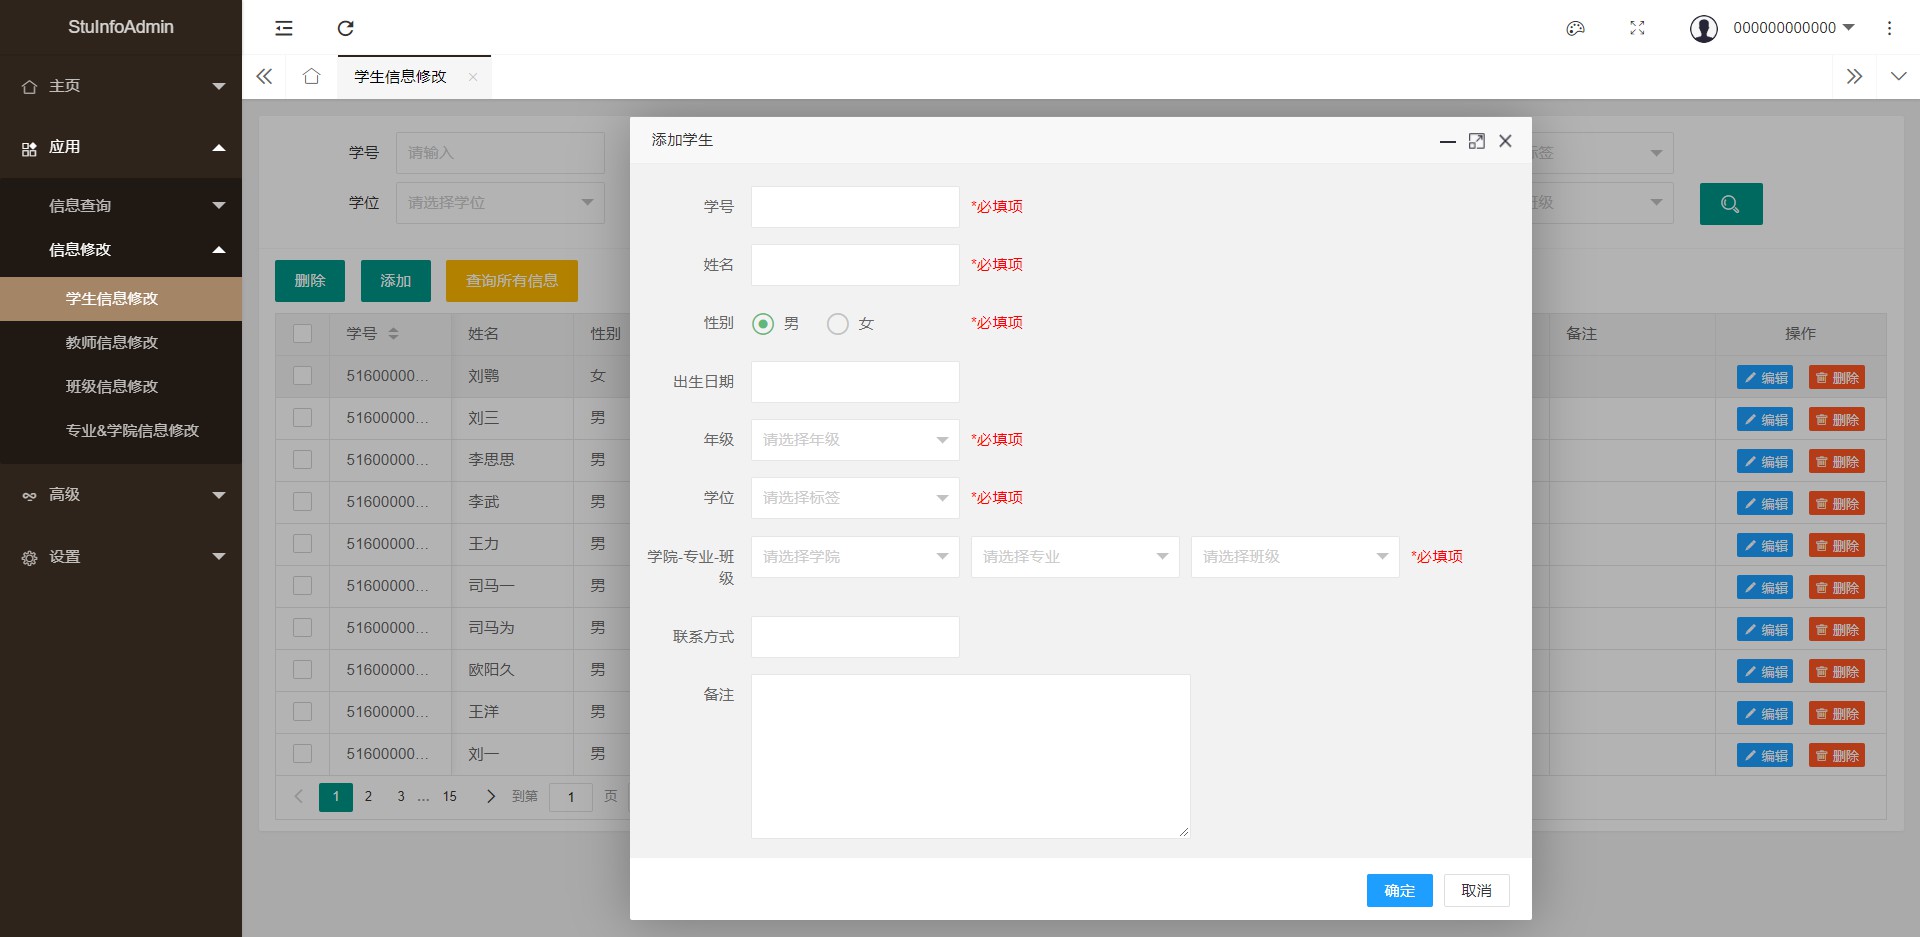 StuInfoAdmin
000000000000
主页
应用
信息查询
信息修改
学生信息修改
教师信息修改
班级信息修改
专业&学院信息修改
高级
设置
学生信息修改
学号 请输入
标签
学位 请选择学位
班级
删除 添加 查询所有信息
学号 姓名 性别 备注 操作
51600000... 刘鹗 女 编辑 删除
51600000... 刘三 男 编辑 删除
51600000... 李思思 男 编辑 删除
51600000... 李武 男 编辑 删除
51600000... 王力 男 编辑 删除
51600000... 司马一 男 编辑 删除
51600000... 司马为 男 编辑 删除
51600000... 欧阳久 男 编辑 删除
51600000... 王洋 男 编辑 删除
51600000... 刘一 男 编辑 删除
1 2 3 ... 15 到第 1 页
添加学生
学号 *必填项
姓名 *必填项
性别 男 女 *必填项
出生日期
年级 请选择年级 *必填项
学位 请选择标签 *必填项
学院-专业-班
级
请选择学院 请选择专业 请选择班级 *必填项
联系方式
备注
确定 取消